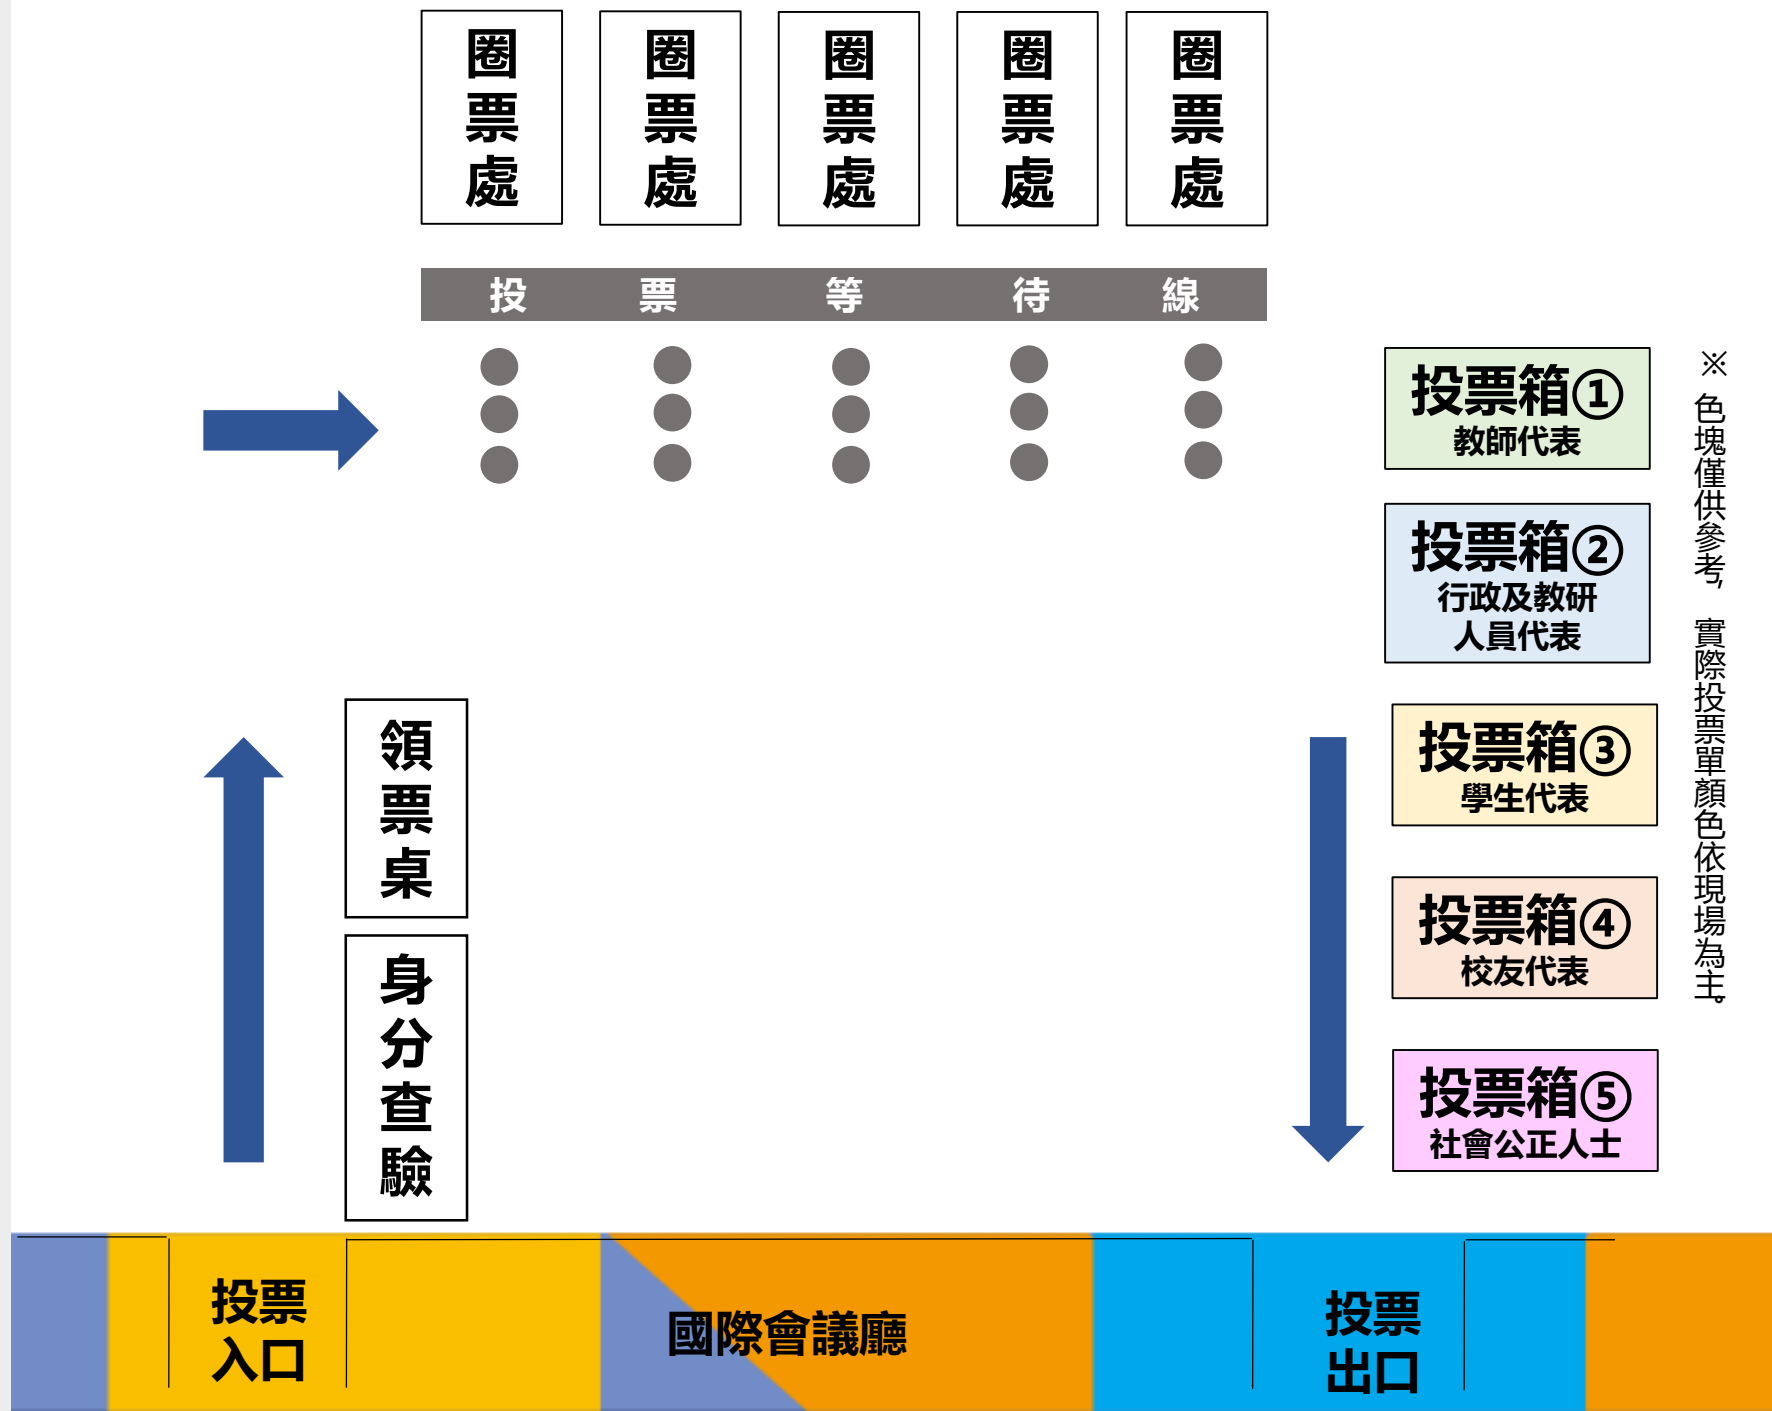 圈票處
圈票處
圈票處
圈票處
圈票處
投票等待線
投票箱①
教師代表
投票箱②
行政及教研
人員代表
投票箱③
學生代表
投票箱④
校友代表
投票箱⑤
社會公正人士
※色塊僅供參考，實際投票單顏色依現場為主。
領票桌
身分查驗
投票
入口
國際會議廳
投票
出口